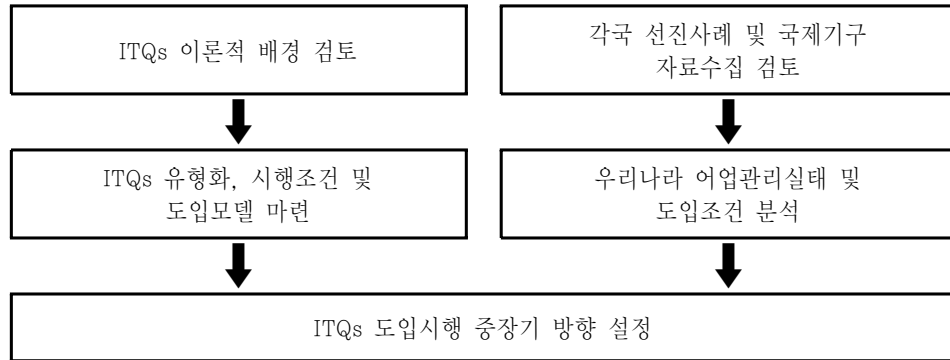 ITQs 이론적 배경 검토
각국 선진사례 및 국제기구
자료수집 검토
ITQs 유형화, 시행조건 및
도입모델 마련
우리나라 어업관리실태 및
도입조건 분석
ITQs 도입시행 중장기 방향 설정